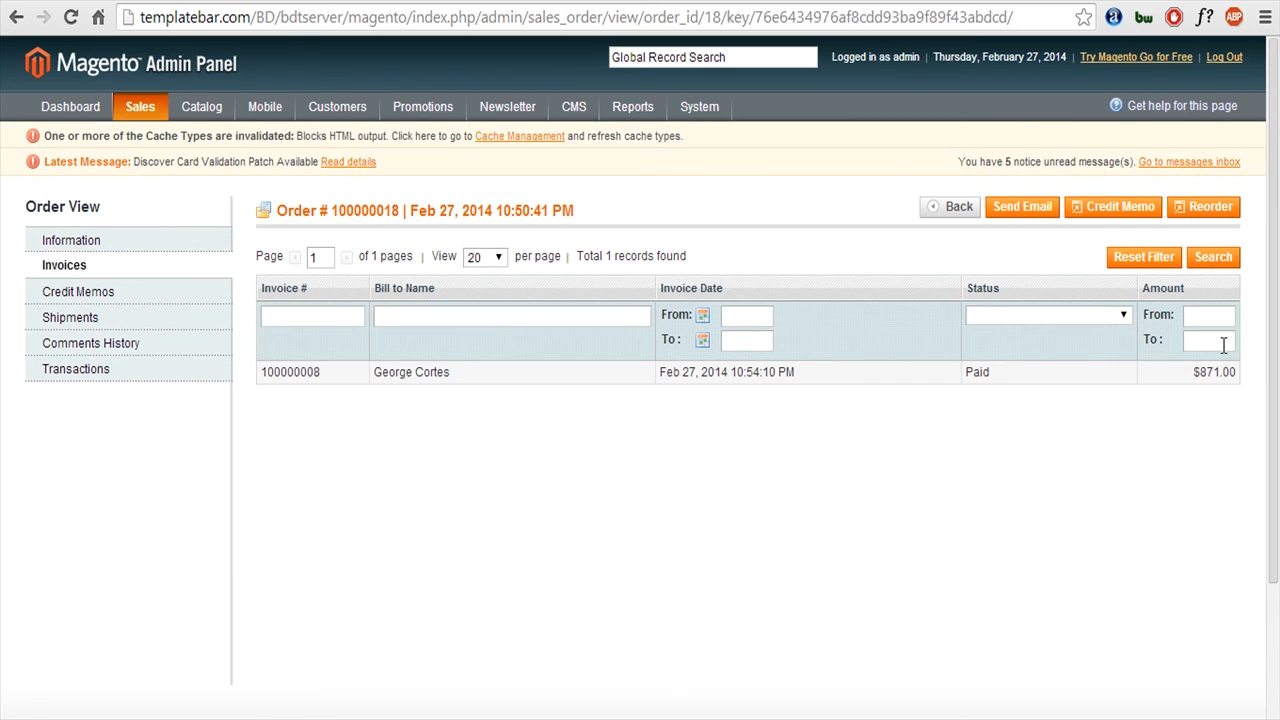 templatebar.com/BD/bdtserver/magento/index.php/admin/sales_order/view/order_id/18/key/76e6434976af8cdd93ba9f89f43abdcd/
a bw f? ABP
Magento Admin Panel
Global Record Search
Logged in as admin | Thursday, February 27, 2014 | Try Magento Go for Free | Log Out
Dashboard Sales Catalog Mobile Customers Promotions Newsletter CMS Reports System
? Get help for this page
One or more of the Cache Types are invalidated: Blocks HTML output. Click here to go to Cache Management and refresh cache types.
Latest Message: Discover Card Validation Patch Available Read details
You have 5 notice unread message(s). Go to messages inbox
Order View
Information
Invoices
Credit Memos
Shipments
Comments History
Transactions
Order # 100000018 | Feb 27, 2014 10:50:41 PM
Back Send Email Credit Memo Reorder
Page 1 of 1 pages | View 20 per page | Total 1 records found
Reset Filter Search
Invoice # Bill to Name Invoice Date Status Amount
From: From:
To : To :
100000008 George Cortes Feb 27, 2014 10:54:10 PM Paid $871.00